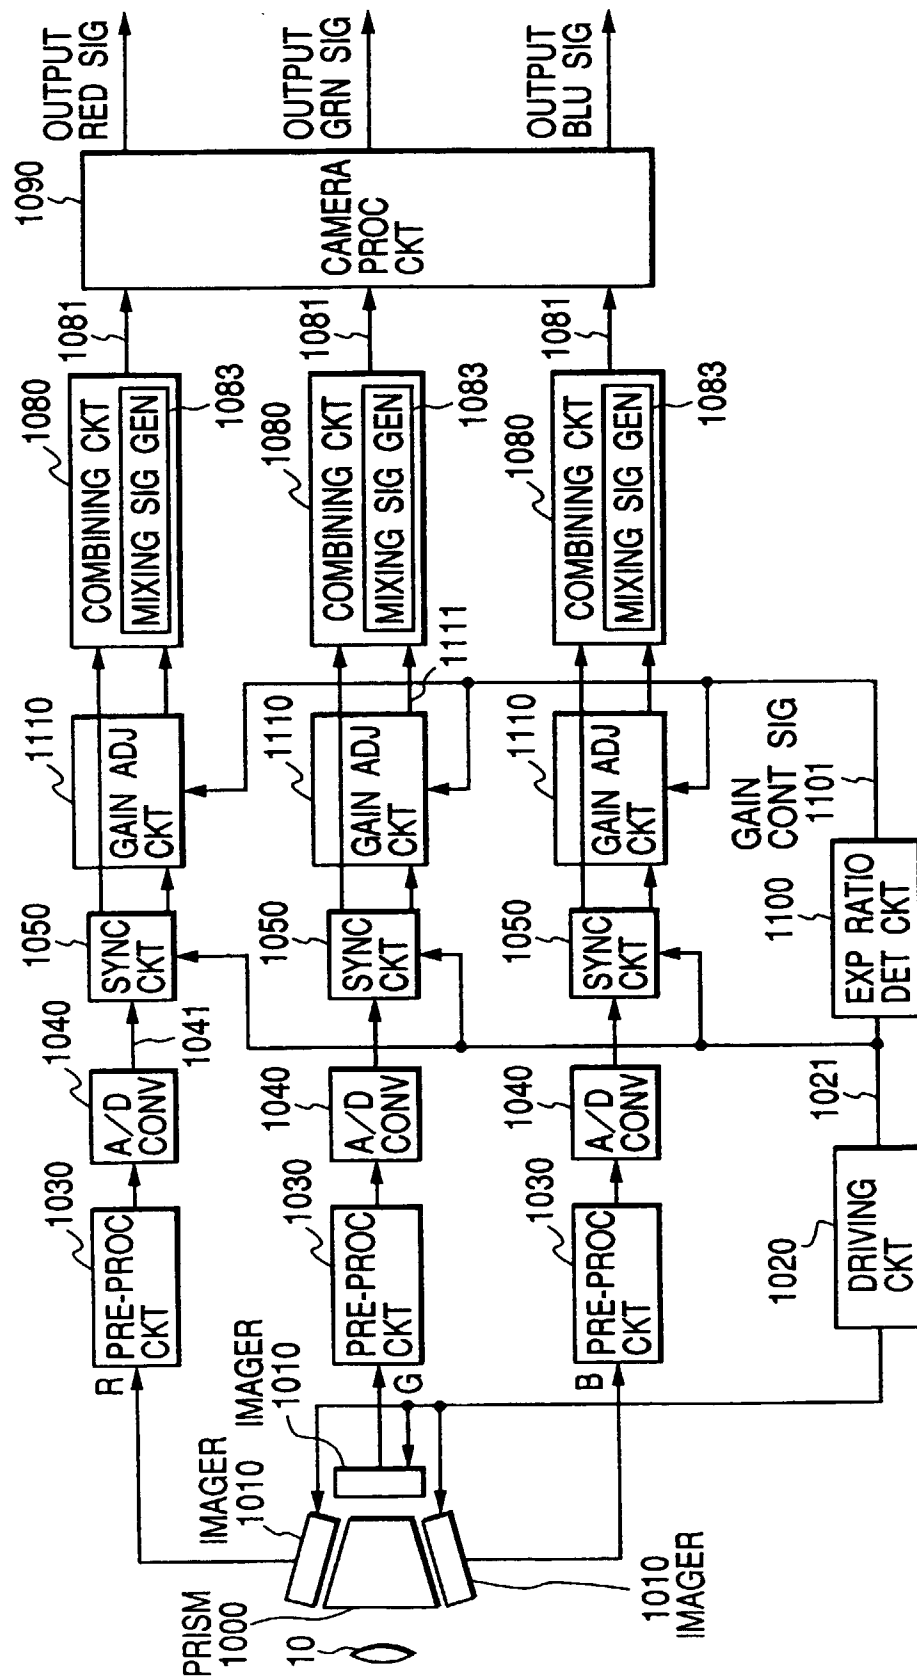 10
PRISM
1000
IMAGER
1010
IMAGER
1010
1010
IMAGER
R
G
B
PRE-PROC
CKT
1030
A/D
CONV
1040
1041
SYNC
CKT
1050
GAIN ADJ
CKT
1110
COMBINING CKT
1080
MIXING SIG GEN
1083
1081
PRE-PROC
CKT
1030
A/D
CONV
1040
SYNC
CKT
1050
GAIN ADJ
CKT
1110
1111
COMBINING CKT
1080
MIXING SIG GEN
1083
1081
PRE-PROC
CKT
1030
A/D
CONV
1040
SYNC
CKT
1050
GAIN ADJ
CKT
1110
COMBINING CKT
1080
MIXING SIG GEN
1083
1081
CAMERA
PROC
CKT
1090
OUTPUT
RED SIG
OUTPUT
GRN SIG
OUTPUT
BLU SIG
DRIVING
CKT
1020
1021
EXP RATIO
DET CKT
1100
GAIN
CONT SIG
1101